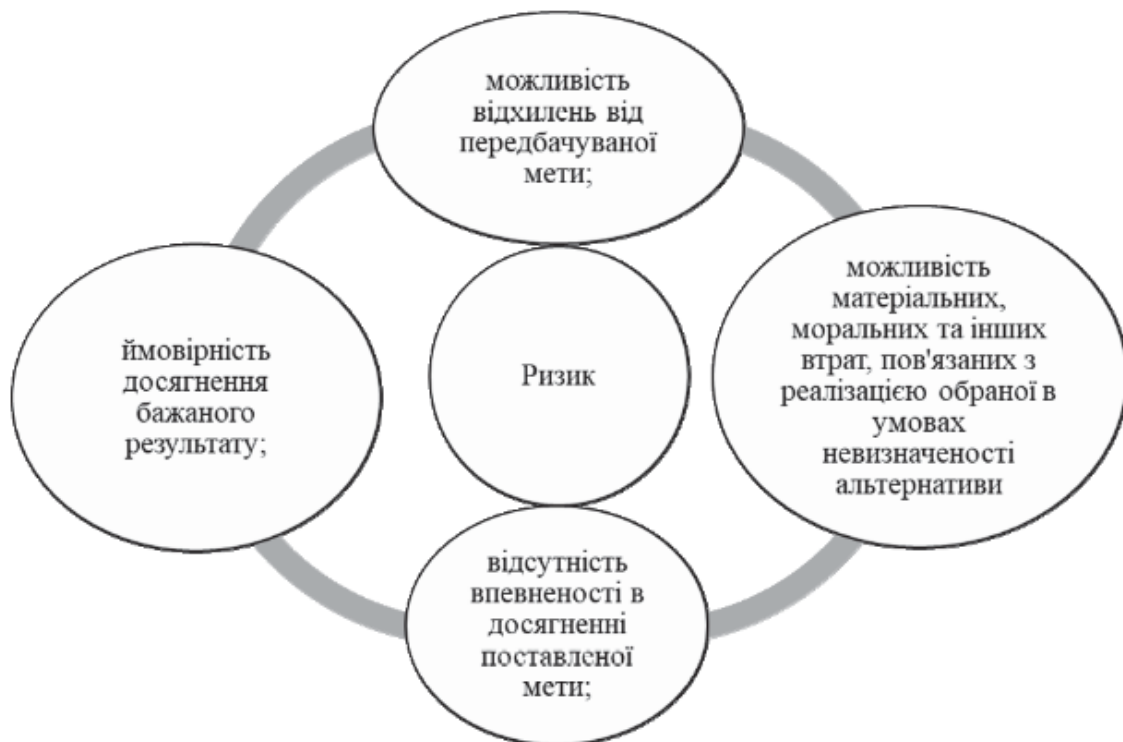 можливість
відхилень від
передбачуваної
мети;
можливість
матеріальних,
моральних та інших
втрат, пов'язаних з
реалізацією обраної в
умовах
невизначеності
альтернативи
ймовірність
досягнення
бажаного
результату;
Ризик
відсутність
впевненості в
досягненні
поставленої
мети;